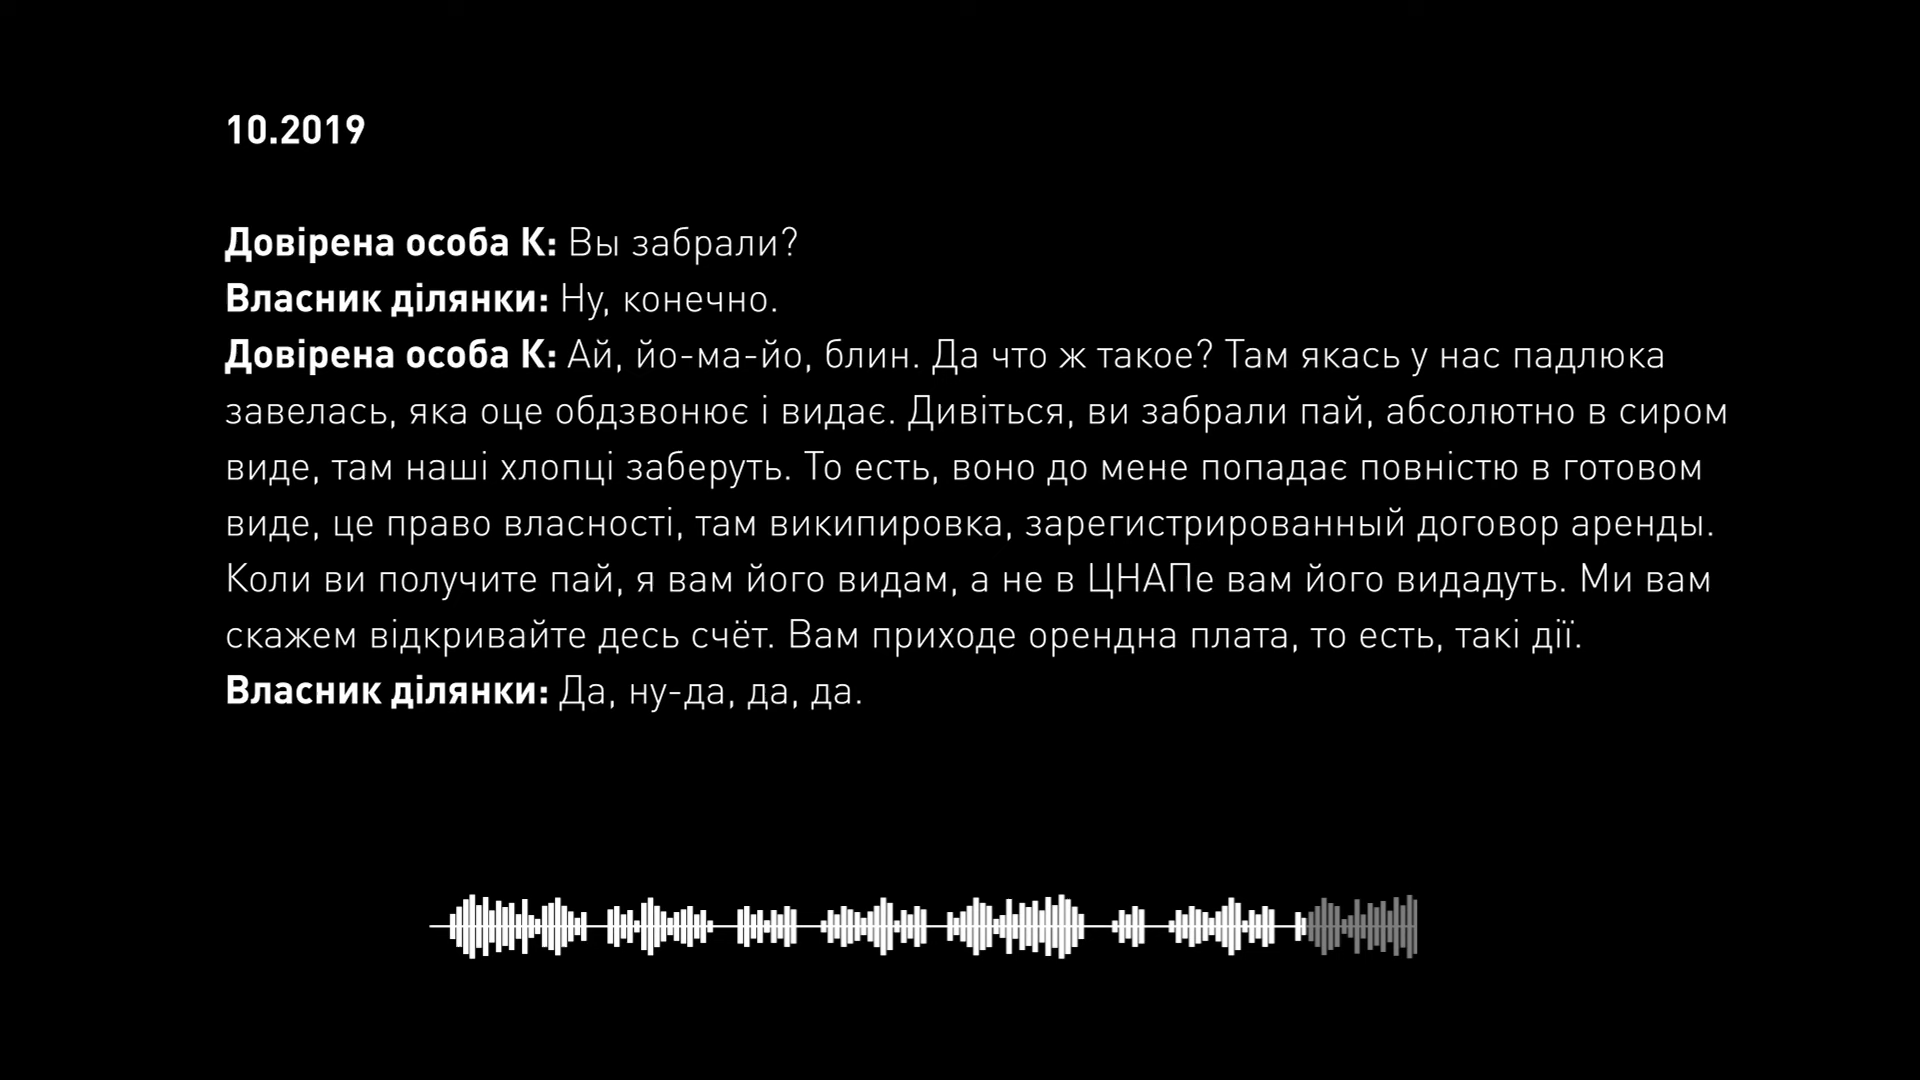 10.2019
Довірена особа К: Вы забрали?
Власник ділянки: Ну, конечно.
Довірена особа К: Ай, йо-ма-йо, блин. Да что ж такое? Там якась у нас падлюка
завелась, яка оце обдзвонює і видає. Дивіться, ви забрали пай, абсолютно в сиром
виде, там наші хлопці заберуть. То есть, воно до мене попадає повністю в готовом
виде, це право власності, там википировка, зарегистрированный договор аренды.
Коли ви получите пай, я вам його видам, а не в ЦНАПе вам його видадуть. Ми вам
скажем відкривайте десь счёт. Вам приходе орендна плата, то есть, такі дії.
Власник ділянки: Да, ну-да, да, да.